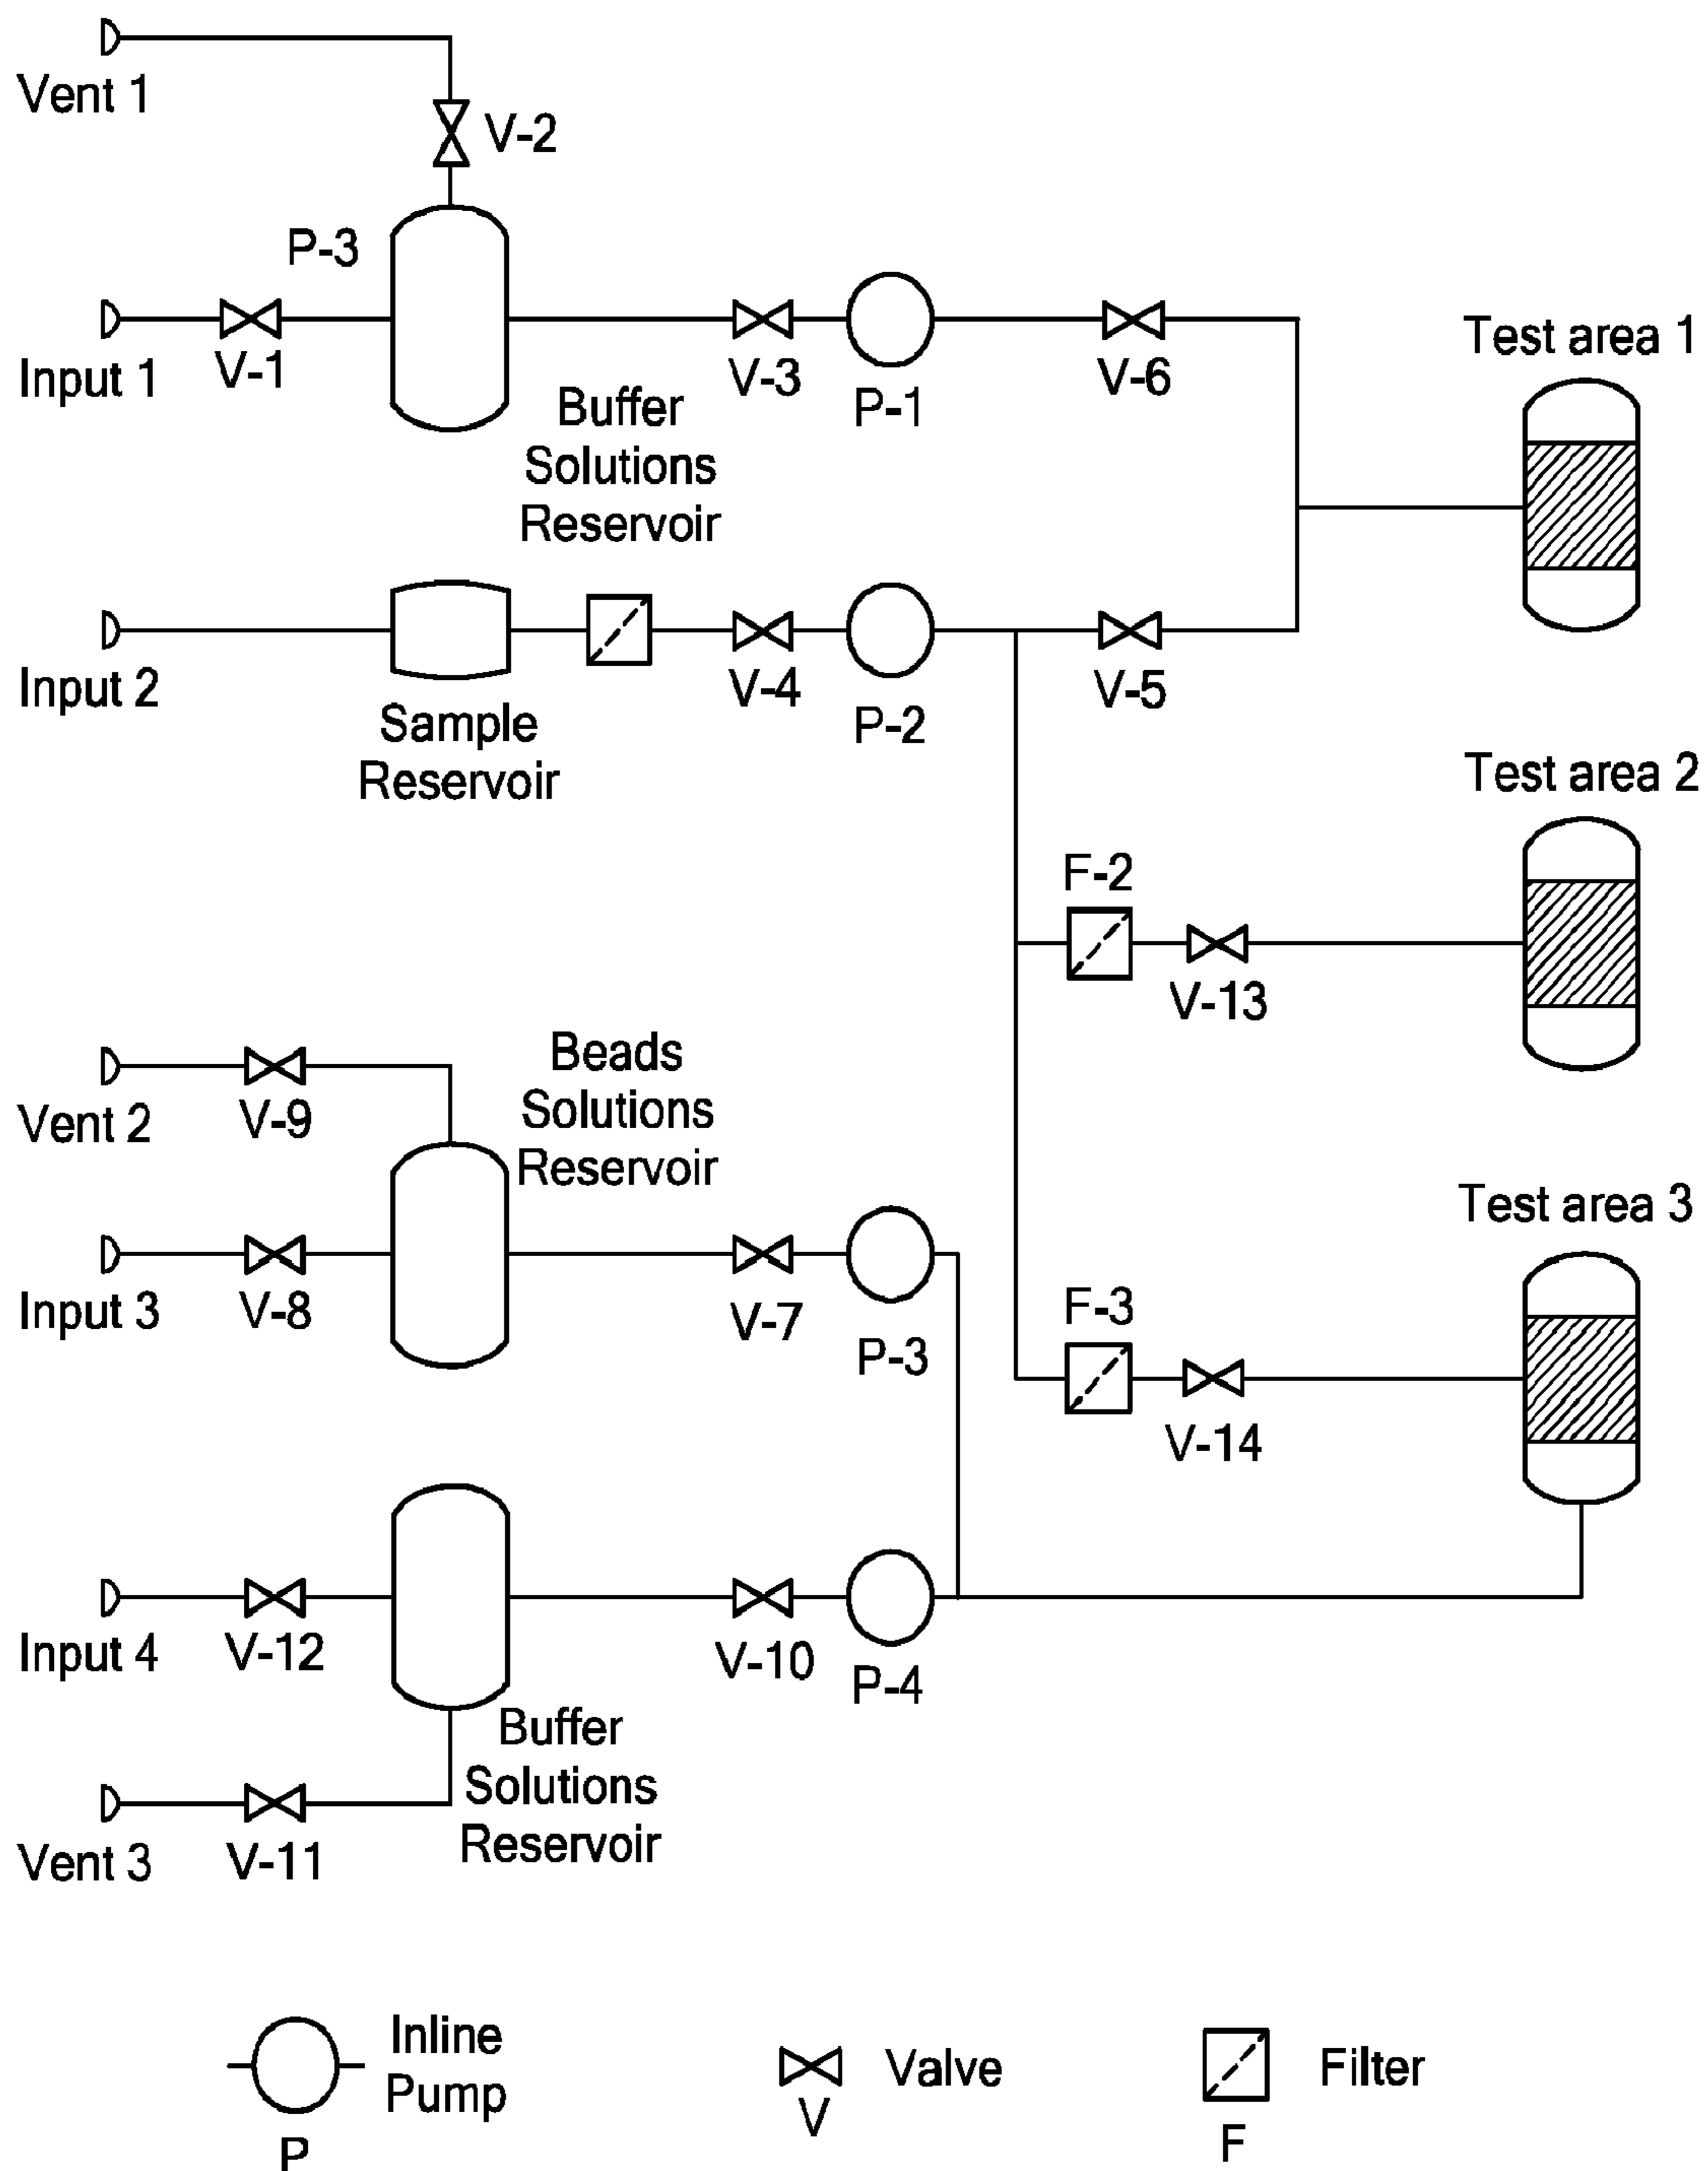 Vent 1
V-2
P-3
Input 1
V-1
Buffer
Solutions
Reservoir
V-3
P-1
V-6
Test area 1
Input 2
Sample
Reservoir
V-4
P-2
V-5
Test area 2
F-2
V-13
Vent 2
V-9
Beads
Solutions
Reservoir
Input 3
V-8
V-7
P-3
Test area 3
F-3
V-14
Input 4
V-12
V-10
P-4
Buffer
Solutions
Reservoir
Vent 3
V-11
Inline
Pump
P
Valve
V
Filter
F